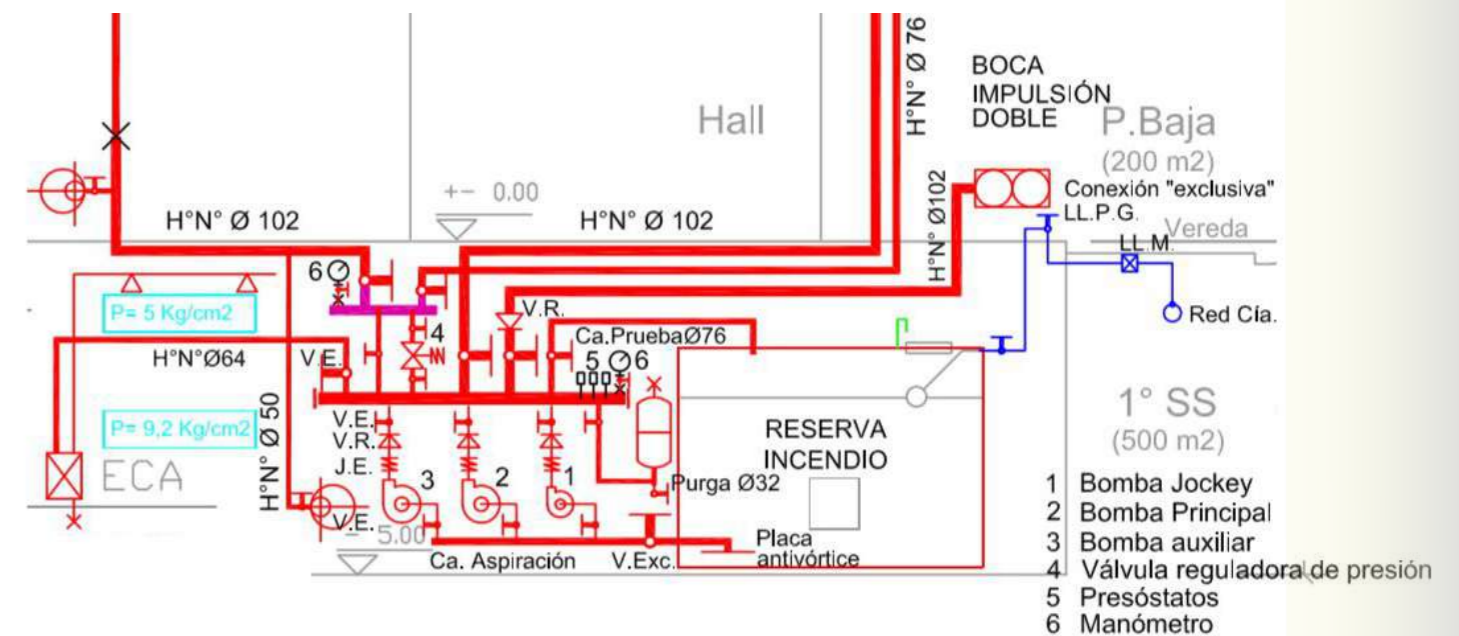 H°N° Ø 76
BOCA
IMPULSIÓN
DOBLE
Hall
P.Baja
(200 m2)
+- 0.00
Conexión "exclusiva"
H°N° Ø 102
H°N° Ø 102
H°N° Ø102
LL.P.G.
Vereda
LL.M.
6
P= 5 Kg/cm2
V.R.
Red Cía.
4
Ca.PruebaØ76
H°N°Ø64
V.E.
5
6
H°N° Ø 50
V.E.
1° SS
P= 9,2 Kg/cm2
V.R.
RESERVA
INCENDIO
(500 m2)
ECA
J.E.
3
2
1
Purga Ø32
V.E.
- 5.00
Placa
antivórtice
Ca. Aspiración
V.Exc.
1 Bomba Jockey
2 Bomba Principal
3 Bomba auxiliar
4 Válvula reguladora de presión
5 Presóstatos
6 Manómetro